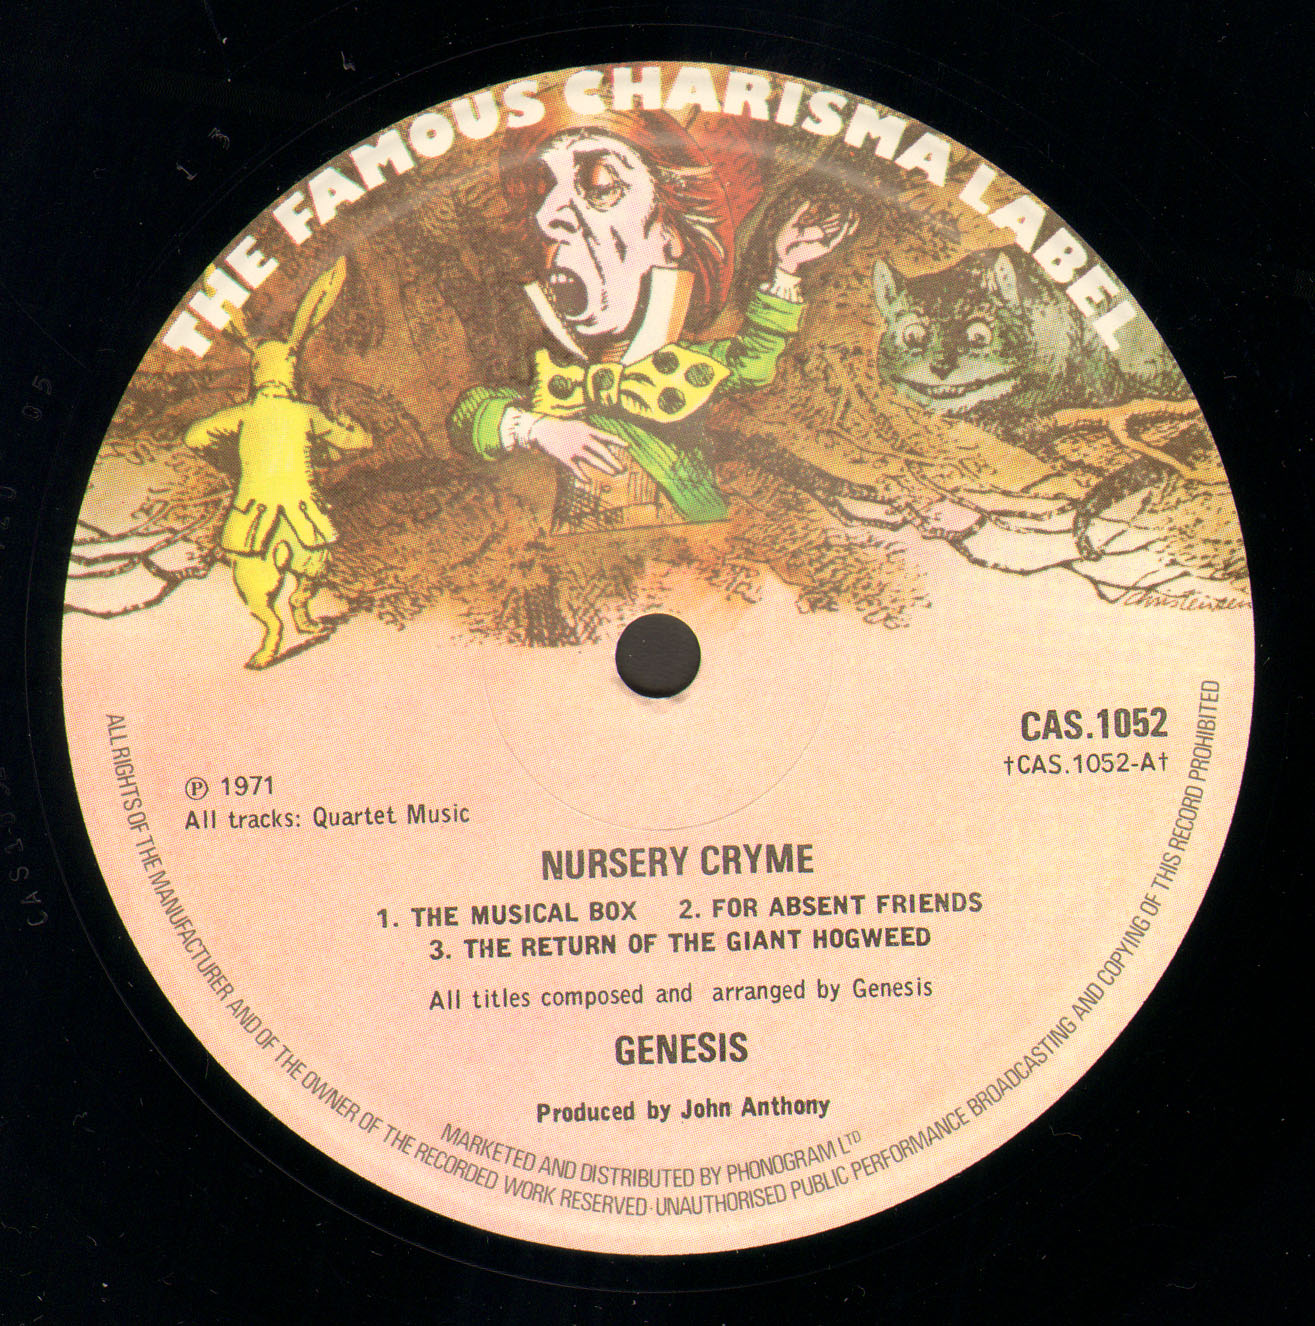 THE FAMOUS CHARISMA LABEL
Christensen
CAS.1052
†CAS.1052-A†
℗ 1971
All tracks: Quartet Music
NURSERY CRYME
1. THE MUSICAL BOX 2. FOR ABSENT FRIENDS
3. THE RETURN OF THE GIANT HOGWEED
All titles composed and arranged by Genesis
GENESIS
Produced by John Anthony
MARKETED AND DISTRIBUTED BY PHONOGRAM LTD
ALL RIGHTS OF THE MANUFACTURER AND OF THE OWNER OF THE RECORDED WORK RESERVED·UNAUTHORISED PUBLIC PERFORMANCE BROADCASTING AND COPYING OF THIS RECORD PROHIBITED